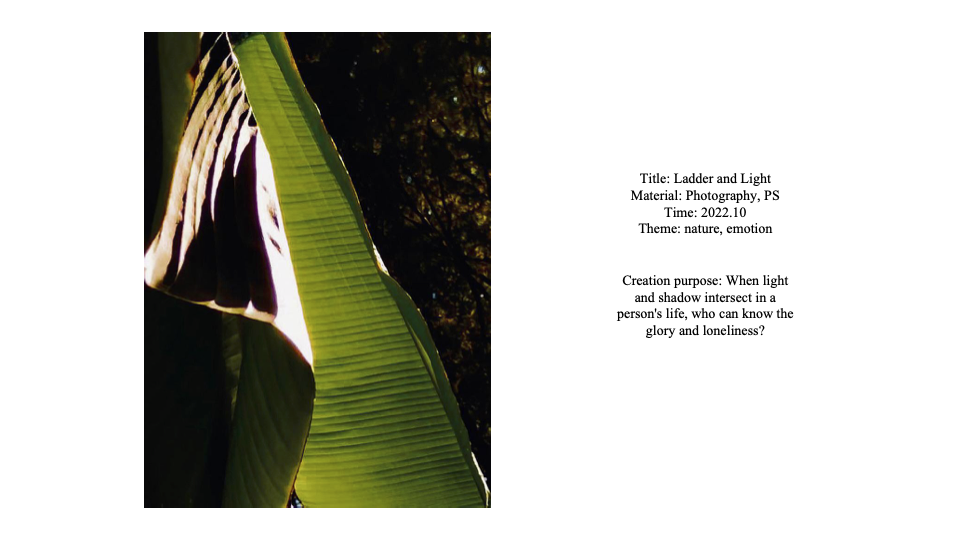 Title: Ladder and Light
Material: Photography, PS
Time: 2022.10
Theme: nature, emotion
Creation purpose: When light
and shadow intersect in a
person's life, who can know the
glory and loneliness?